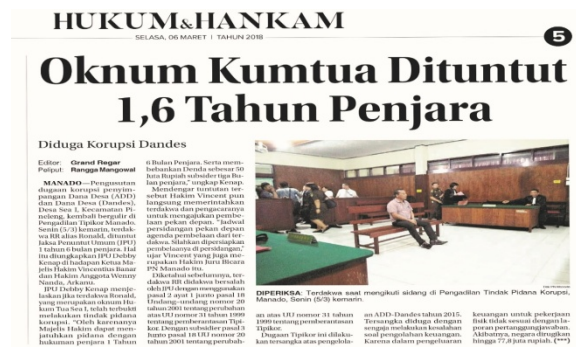 HUKUM&HANKAM
SELASA, 06 MARET | TAHUN 2018
5
Oknum Kumtua Dituntut
1,6 Tahun Penjara
Diduga Korupsi Dandes
Editor: Grand Regar
Peliput: Rangga Mangowal
MANADO—Pengusutan
dugaan korupsi penyim-
pangan Dana Desa (ADD)
dan Dana Desa (Dandes),
Desa Sea I, Kecamatan Pi-
neleng, kembali bergulir di
Pengadilan Tipikor Manado,
Senin (5/3) kemarin, terdak-
wa RR alias Ronald, dituntut
Jaksa Penuntut Umum (JPU)
1 tahun 6 bulan penjara. Hal
itu diungkapkan JPU Debby
Kenap di hadapan Ketua Ma-
jelis Hakim Vincentius Banar
dan Hakim Anggota Wenny
Nanda, Arkanu.
JPU Debby Kenap menje-
laskan jika terdakwa Ronald,
yang merupakan oknum Hu-
kum Tua Sea I, telah terbukti
melakukan tindak pidana
korupsi. "Oleh karenanya
Majelis Hakim dapat men-
jatuhkan pidana dengan
hukuman penjara 1 Tahun
6 Bulan Penjara. Serta mem-
bebankan Denda sebesar 50
Juta Rupiah subsider tiga Bu-
lan penjara," ungkap Kenap.
Mendengar tuntutan ter-
sebut Hakim Vincent pun
langsung memerintahkan
terdakwa dan pengacaranya
untuk mengajukan pembe-
laan pekan depan. "Jadwal
persidangan pekan depan
agenda pembelaan dari ter-
dakwa. Silahkan dipersiapkan
pembelaanya di persidangan,"
ujar Vincent yang juga me-
rupakan Hakim Juru Bicara
PN Manado itu.
Diketahui sebelumnya, ter-
dakwa RR didakwa bersalah
oleh JPU dengan menggunakan
pasal 2 ayat 1 junto pasal 18
Undang-undang nomor 20
tahun 2001 tentang perubahan
atas UU nomor 31 tahun 1999
tentang pemberantasan Tipi-
kor. Dengan subsider pasal 3
junto pasal 18 UU nomor 20
tahun 2001 tentang perubah-
DIPERIKSA: Terdakwa saat mengikuti sidang di Pengadilan Tindak Pidana Korupsi,
Manado, Senin (5/3) kemarin.
an atas UU nomor 31 tahun
1999 tentang pemberantasan
Tipikor.
Dugaan Tipikor ini dilaku-
kan tersangka atas pengelola-
an ADD-Dandes tahun 2015.
Tersangka diduga dengan
sengaja melakukan kesalahan
soal pengolahan keuangan.
Karena dalam pengeluaran
keuangan untuk pekerjaan
fisik tidak sesuai dengan la-
poran pertanggungjawaban.
Akibatnya, negara dirugikan
hingga 77,8 juta rupiah. (***)